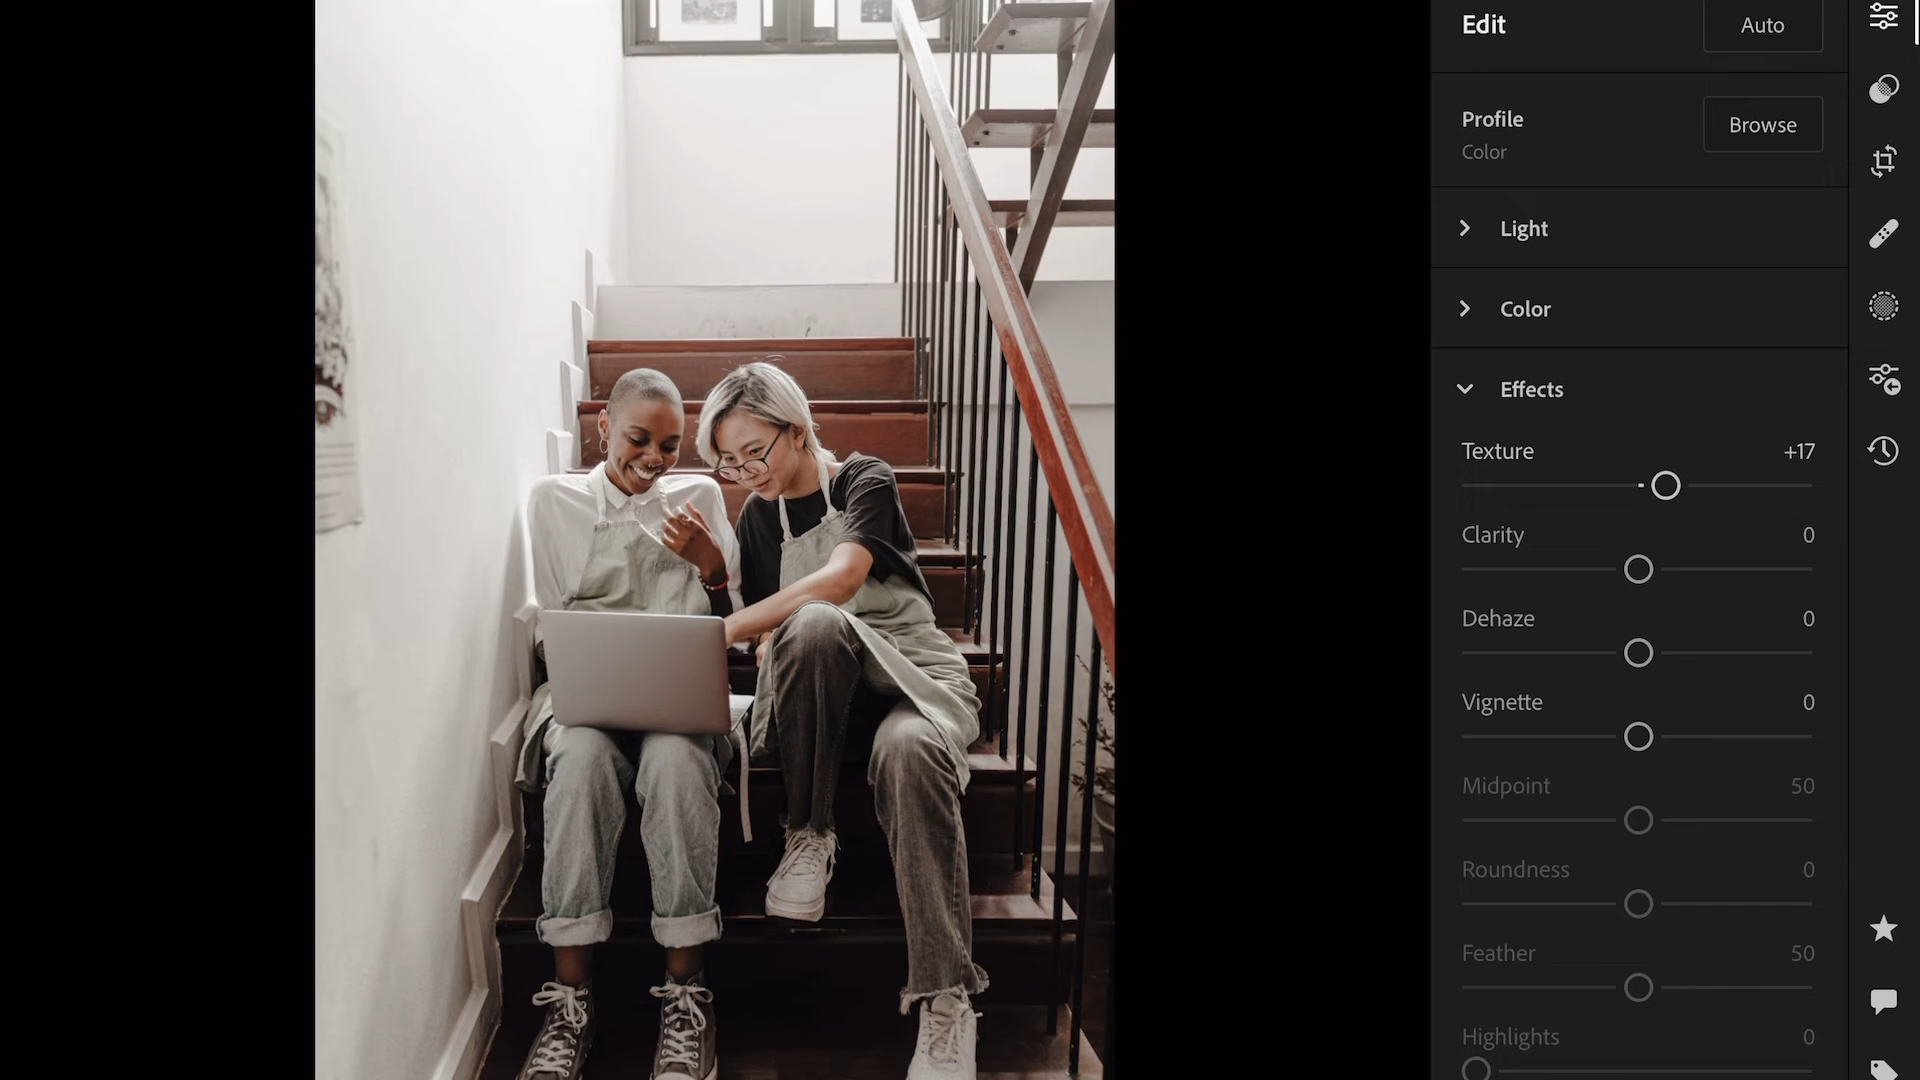 Edit
Auto
Profile
Browse
Color
Light
Color
Effects
Texture +17
Clarity 0
Dehaze 0
Vignette 0
Midpoint 50
Roundness 0
Feather 50
Highlights 0